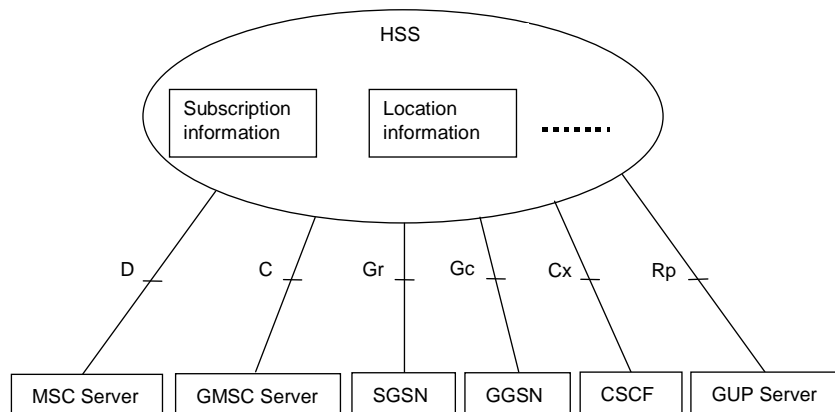 HSS
Subscription
information
Location
information
D
C
Gr
Gc
Cx
Rp
MSC Server
GMSC Server
SGSN
GGSN
CSCF
GUP Server